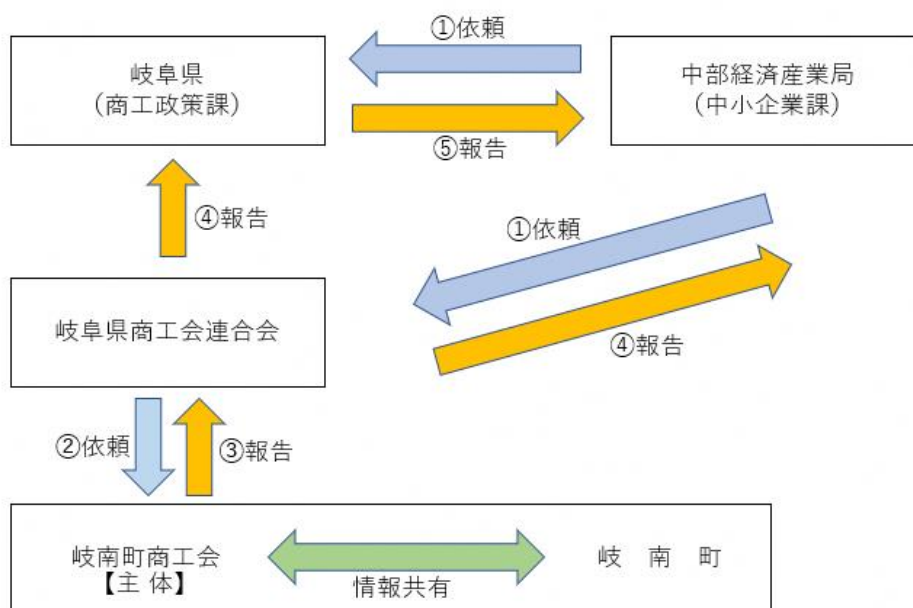 ①依頼
岐阜県
(商工政策課)
中部経済産業局
(中小企業課)
⑤報告
④報告
①依頼
岐阜県商工会連合会
④報告
②依頼
③報告
岐南町商工会
【主 体】
情報共有
岐 南 町